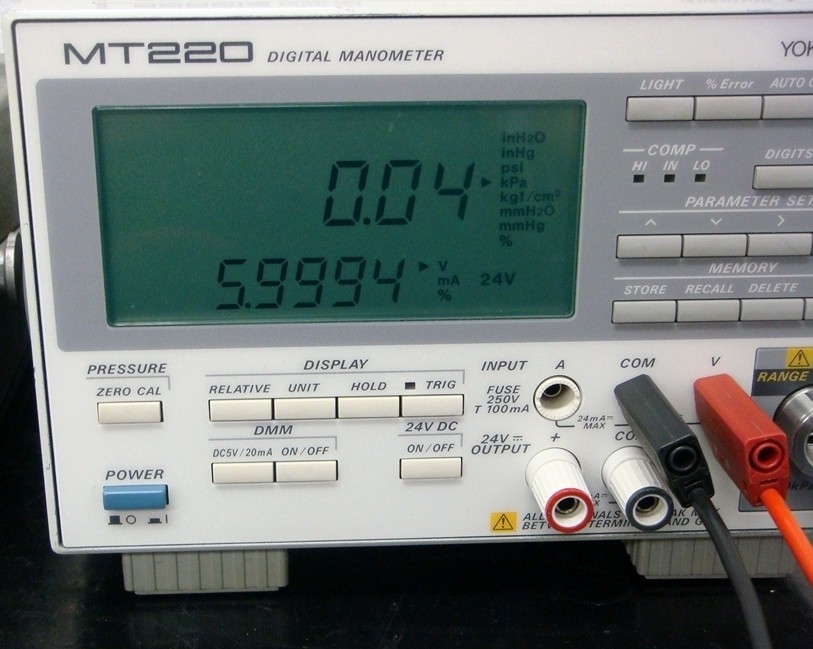 MT220 DIGITAL MANOMETER
YOK
LIGHT % Error AUTO
COMP
HI IN LO
DIGITS
PARAMETER SET
MEMORY
STORE RECALL DELETE
inH2O
inHg
psi
0.04 kPa
kgf/cm²
mmH2O
mmHg
%
5.9994 V
mA 24V
%
PRESSURE
ZERO CAL
DISPLAY
RELATIVE UNIT HOLD TRIG
DMM
DC5V/20mA ON/OFF
24V DC
ON/OFF
POWER
INPUT A COM V
FUSE
250V
T 100mA
24mA
MAX
24V
OUTPUT +
RANGE
ALL